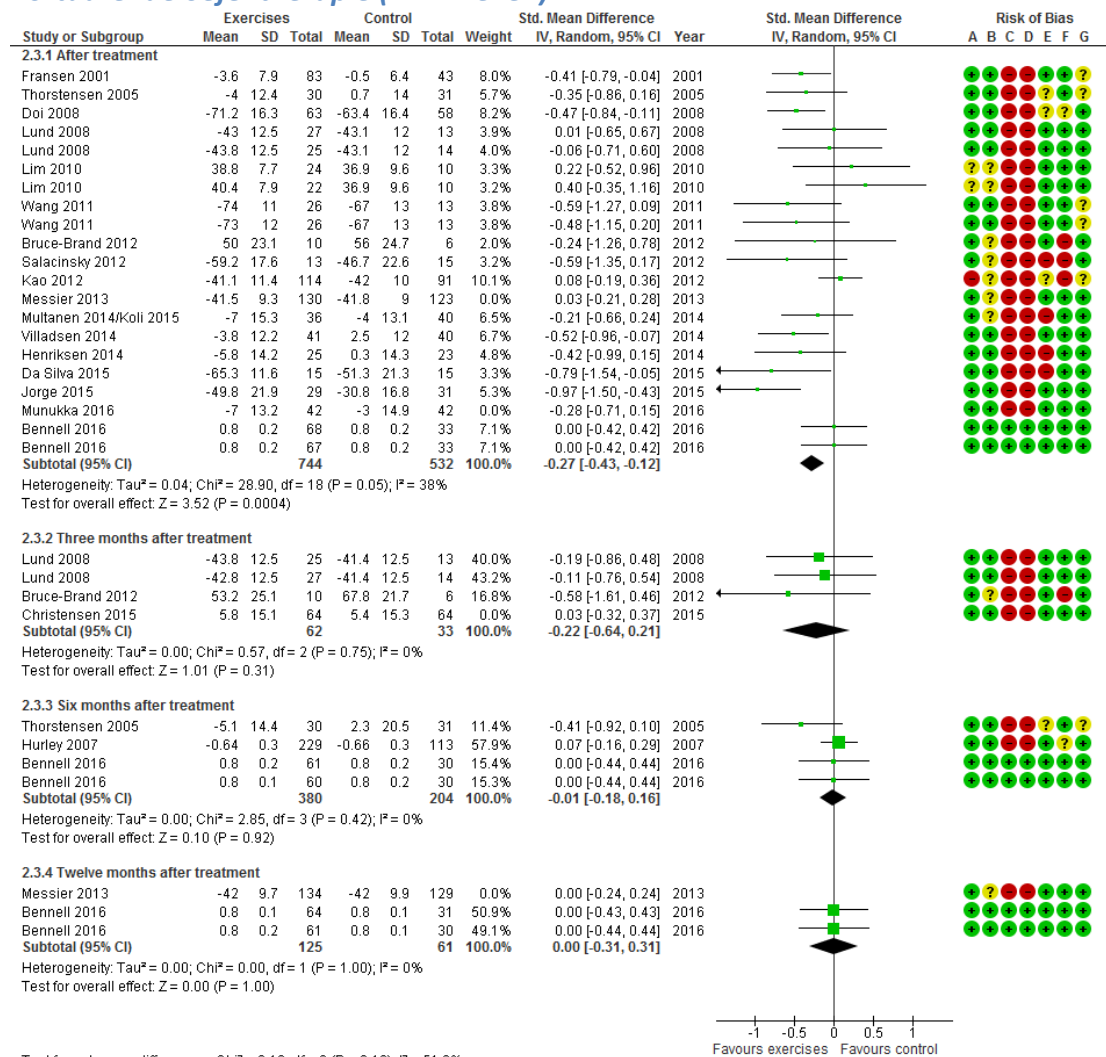 Exercises Control Std. Mean Difference Std. Mean Difference Risk of Bias
Study or Subgroup Mean SD Total Mean SD Total Weight IV, Random, 95% CI Year IV, Random, 95% CI A B C D E F G
2.3.1 After treatment
Fransen 2001 -3.6 7.9 83 -0.5 6.4 43 8.0% -0.41 [-0.79, -0.04] 2001 + + - - + + ?
Thorstensen 2005 -4 12.4 30 0.7 14 31 5.7% -0.35 [-0.86, 0.16] 2005 + + - - ? + ?
Doi 2008 -71.2 16.3 63 -63.4 16.4 58 8.2% -0.47 [-0.84, -0.11] 2008 + + - - ? ? +
Lund 2008 -43 12.5 27 -43.1 12 13 3.9% 0.01 [-0.65, 0.67] 2008 + + - - + + +
Lund 2008 -43.8 12.5 25 -43.1 12 14 4.0% -0.06 [-0.71, 0.60] 2008 + + - - + + +
Lim 2010 38.8 7.7 24 36.9 9.6 10 3.3% 0.22 [-0.52, 0.96] 2010 ? ? - - + + +
Lim 2010 40.4 7.9 22 36.9 9.6 10 3.2% 0.40 [-0.35, 1.16] 2010 ? ? - - + + +
Wang 2011 -74 11 26 -67 13 13 3.8% -0.59 [-1.27, 0.09] 2011 + + - - + + ?
Wang 2011 -73 12 26 -67 13 13 3.8% -0.48 [-1.15, 0.20] 2011 + + - - + + ?
Bruce-Brand 2012 50 23.1 10 56 24.7 6 2.0% -0.24 [-1.26, 0.78] 2012 + ? - - + - +
Salacinsky 2012 -59.2 17.6 13 -46.7 22.6 15 3.2% -0.59 [-1.35, 0.17] 2012 + ? - - - - +
Kao 2012 -41.1 11.4 114 -42 10 91 10.1% 0.08 [-0.19, 0.36] 2012 - ? - - ? - ?
Messier 2013 -41.5 9.3 130 -41.8 9 123 0.0% 0.03 [-0.21, 0.28] 2013 + ? - - + + +
Multanen 2014/Koli 2015 -7 15.3 36 -4 13.1 40 6.5% -0.21 [-0.66, 0.24] 2014 + ? - - - + +
Villadsen 2014 -3.8 12.2 41 2.5 12 40 6.7% -0.52 [-0.96, -0.07] 2014 + + - - + + +
Henriksen 2014 -5.8 14.2 25 0.3 14.3 23 4.8% -0.42 [-0.99, 0.15] 2014 + + - - - + +
Da Silva 2015 -65.3 11.6 15 -51.3 21.3 15 3.3% -0.79 [-1.54, -0.05] 2015 + + - - - + +
Jorge 2015 -49.8 21.9 29 -30.8 16.8 31 5.3% -0.97 [-1.50, -0.43] 2015 + + - - + + +
Munukka 2016 -7 13.2 42 -3 14.9 42 0.0% -0.28 [-0.71, 0.15] 2016 + + - - + + +
Bennell 2016 0.8 0.2 68 0.8 0.2 33 7.1% 0.00 [-0.42, 0.42] 2016 + + + + + + +
Bennell 2016 0.8 0.2 67 0.8 0.2 33 7.1% 0.00 [-0.42, 0.42] 2016 + + + + + + +
Subtotal (95% CI) 744 532 100.0% -0.27 [-0.43, -0.12]
Heterogeneity: Tau² = 0.04; Chi² = 28.90, df = 18 (P = 0.05); I² = 38%
Test for overall effect: Z = 3.52 (P = 0.0004)
2.3.2 Three months after treatment
Lund 2008 -43.8 12.5 25 -41.4 12.5 13 40.0% -0.19 [-0.86, 0.48] 2008 + + - - + + +
Lund 2008 -42.8 12.5 27 -41.4 12.5 14 43.2% -0.11 [-0.76, 0.54] 2008 + + - - + + +
Bruce-Brand 2012 53.2 25.1 10 67.8 21.7 6 16.8% -0.58 [-1.61, 0.46] 2012 + ? - - + - +
Christensen 2015 5.8 15.1 64 5.4 15.3 64 0.0% 0.03 [-0.32, 0.37] 2015 + + - - + + +
Subtotal (95% CI) 62 33 100.0% -0.22 [-0.64, 0.21]
Heterogeneity: Tau² = 0.00; Chi² = 0.57, df = 2 (P = 0.75); I² = 0%
Test for overall effect: Z = 1.01 (P = 0.31)
2.3.3 Six months after treatment
Thorstensen 2005 -5.1 14.4 30 2.3 20.5 31 11.4% -0.41 [-0.92, 0.10] 2005 + + - - ? + ?
Hurley 2007 -0.64 0.3 229 -0.66 0.3 113 57.9% 0.07 [-0.16, 0.29] 2007 + + - - + ? +
Bennell 2016 0.8 0.2 61 0.8 0.2 30 15.4% 0.00 [-0.44, 0.44] 2016 + + + + + + +
Bennell 2016 0.8 0.1 60 0.8 0.2 30 15.3% 0.00 [-0.44, 0.44] 2016 + + + + + + +
Subtotal (95% CI) 380 204 100.0% -0.01 [-0.18, 0.16]
Heterogeneity: Tau² = 0.00; Chi² = 2.85, df = 3 (P = 0.42); I² = 0%
Test for overall effect: Z = 0.10 (P = 0.92)
2.3.4 Twelve months after treatment
Messier 2013 -42 9.7 134 -42 9.9 129 0.0% 0.00 [-0.24, 0.24] 2013 + ? - - + + +
Bennell 2016 0.8 0.1 64 0.8 0.1 31 50.9% 0.00 [-0.43, 0.43] 2016 + + + + + + +
Bennell 2016 0.8 0.2 61 0.8 0.1 30 49.1% 0.00 [-0.44, 0.44] 2016 + + + + + + +
Subtotal (95% CI) 125 61 100.0% 0.00 [-0.31, 0.31]
Heterogeneity: Tau² = 0.00; Chi² = 0.00, df = 1 (P = 1.00); I² = 0%
Test for overall effect: Z = 0.00 (P = 1.00)
-1 -0.5 0 0.5 1
Favours exercises Favours control